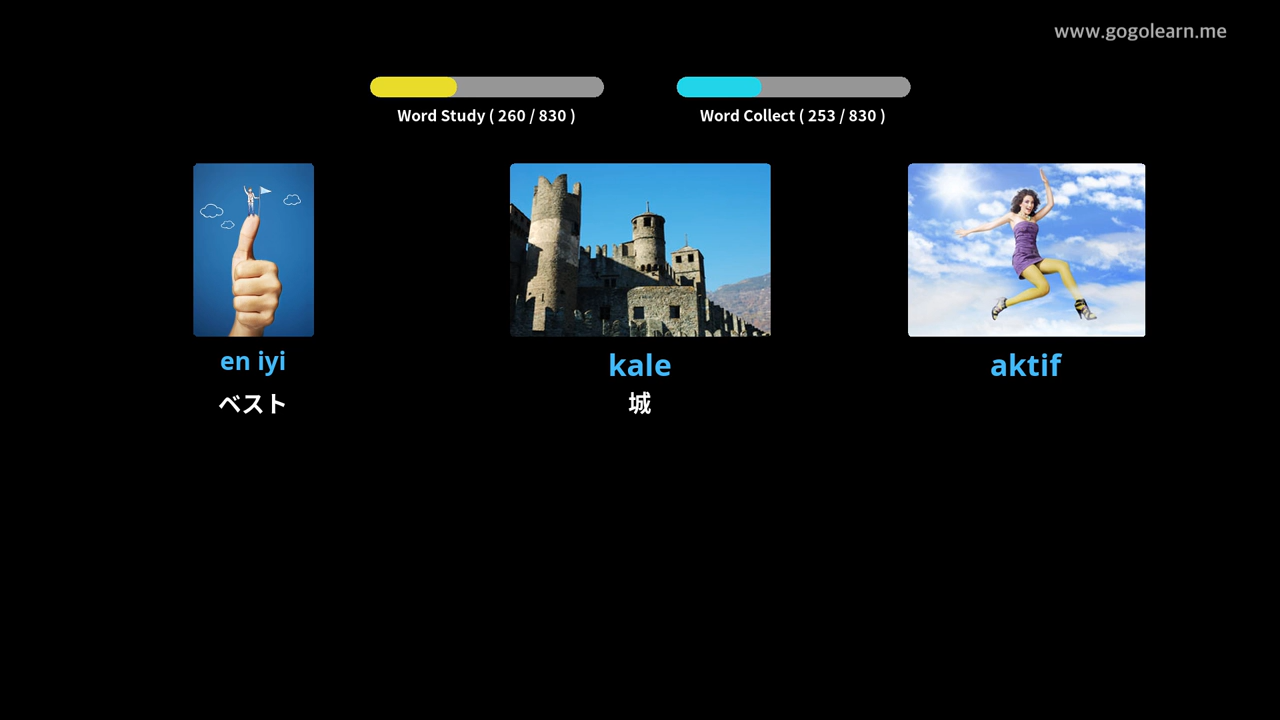 www.gogolearn.me
Word Study ( 260 / 830 )
Word Collect ( 253 / 830 )
en iyi
kale
aktif
ベスト
城